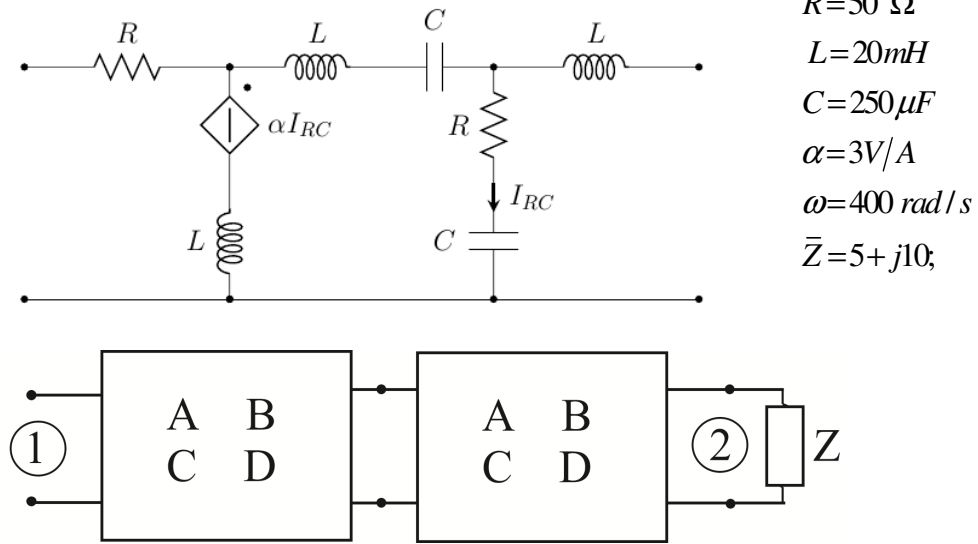 R=50 Ω
L=20mH
C=250μF
α=3V/A
ω=400 rad/s
Z̄=5+j10;
R
L
C
L
αI_RC
R
I_RC
L
C
A B
C D
A B
C D
1
2
Z